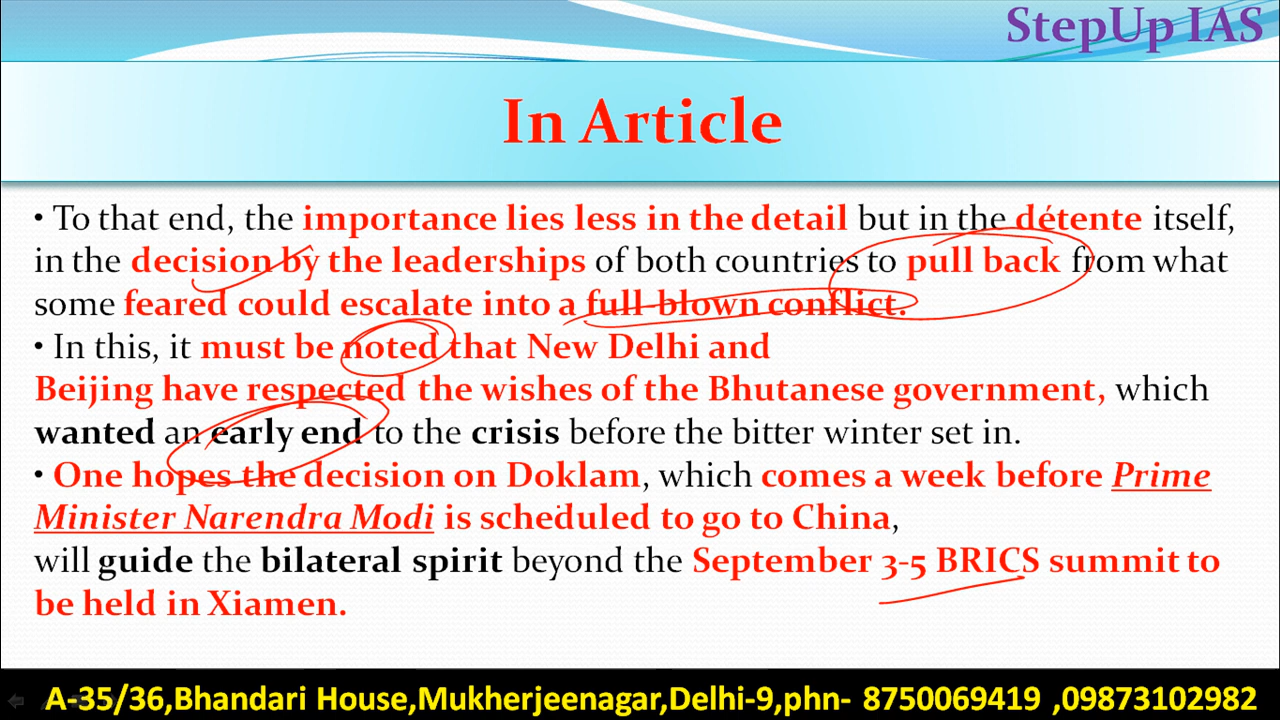 StepUp IAS
In Article
• To that end, the importance lies less in the detail but in the détente itself,
in the decision by the leaderships of both countries to pull back from what
some feared could escalate into a full-blown conflict.
• In this, it must be noted that New Delhi and
Beijing have respected the wishes of the Bhutanese government, which
wanted an early end to the crisis before the bitter winter set in.
• One hopes the decision on Doklam, which comes a week before Prime
Minister Narendra Modi is scheduled to go to China,
will guide the bilateral spirit beyond the September 3-5 BRICS summit to
be held in Xiamen.
A-35/36,Bhandari House,Mukherjeenagar,Delhi-9,phn- 8750069419 ,09873102982